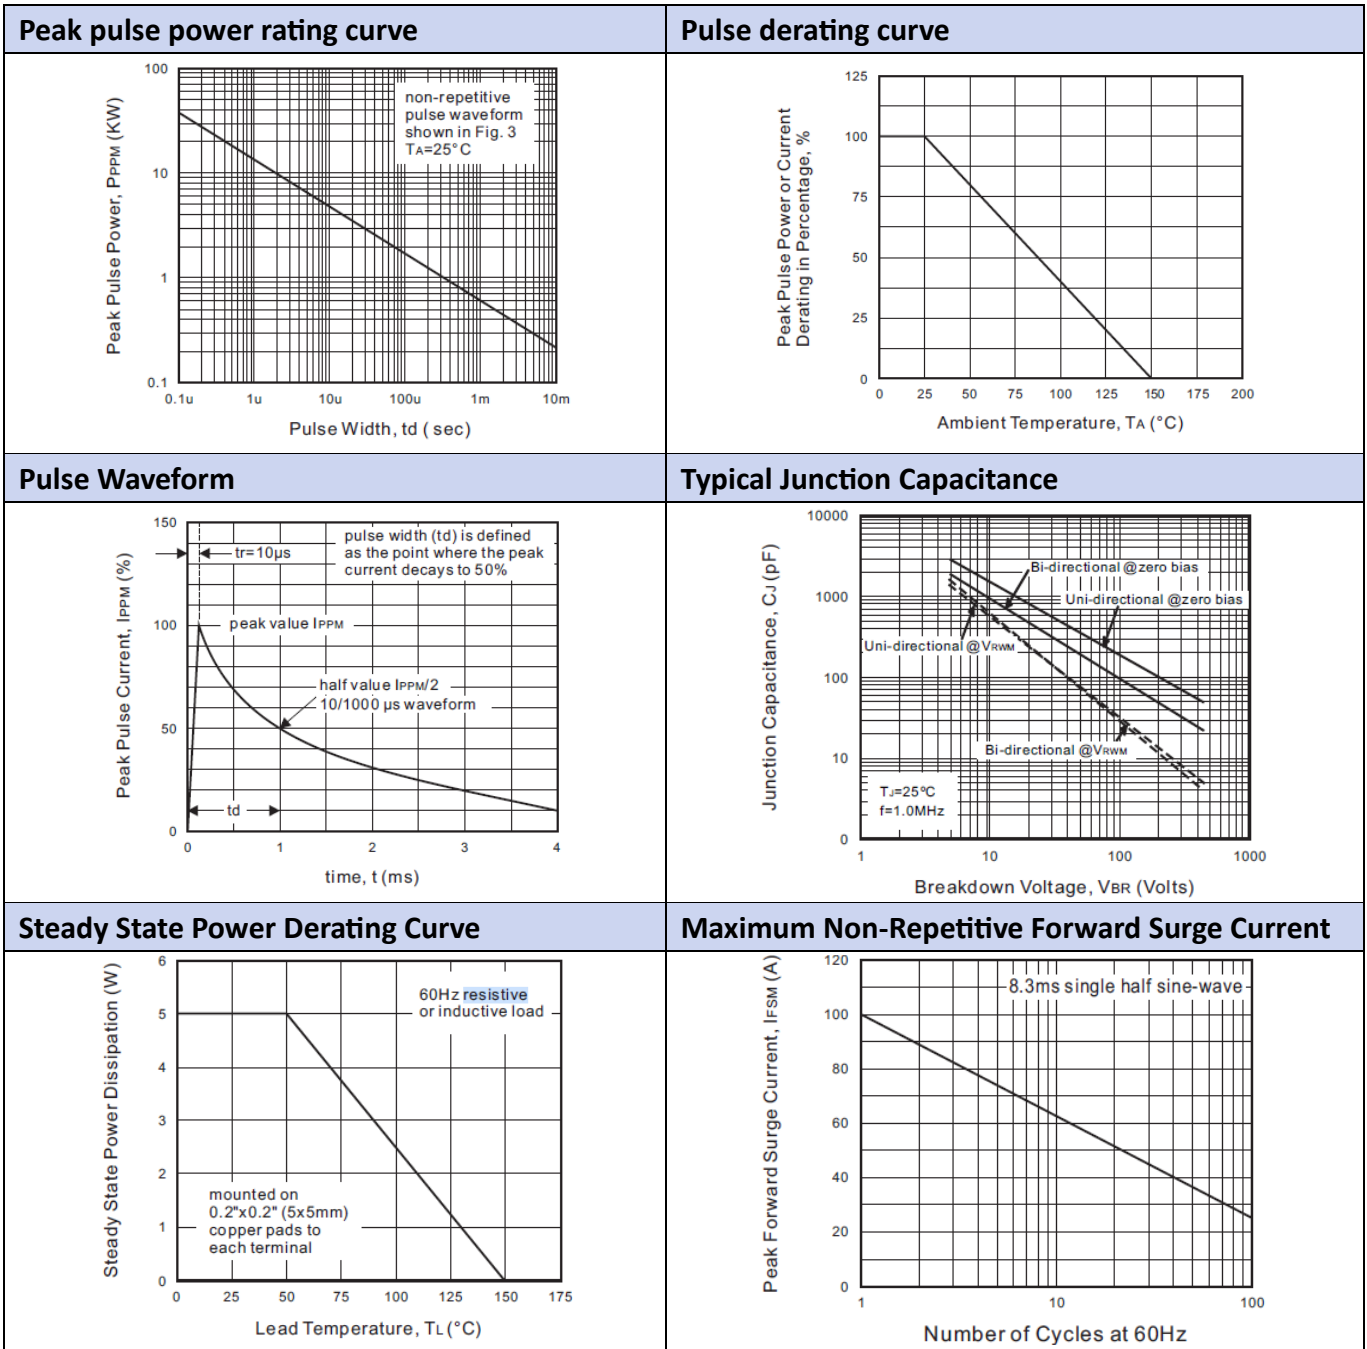 Peak pulse power rating curve
Pulse derating curve
100
10
1
0.1
Peak Pulse Power, PPPM (KW)
non-repetitive
pulse waveform
shown in Fig. 3
TA=25°C
0.1u 1u 10u 100u 1m 10m
Pulse Width, td ( sec)
125
100
75
50
25
0
Peak Pulse Power or Current
Derating in Percentage, %
0 25 50 75 100 125 150 175 200
Ambient Temperature, TA (°C)
Pulse Waveform
Typical Junction Capacitance
150
100
50
0
Peak Pulse Current, IPPM (%)
tr=10µs
pulse width (td) is defined
as the point where the peak
current decays to 50%
peak value IPPM
half value IPPM/2
10/1000 µs waveform
td
0 1 2 3 4
time, t (ms)
10000
1000
100
10
0
Junction Capacitance, CJ (pF)
Bi-directional @zero bias
Uni-directional @zero bias
Uni-directional @VRWM
Bi-directional @VRWM
TJ=25ºC
f=1.0MHz
1 10 100 1000
Breakdown Voltage, VBR (Volts)
Steady State Power Derating Curve
Maximum Non-Repetitive Forward Surge Current
6
5
4
3
2
1
0
Steady State Power Dissipation (W)
60Hz resistive
or inductive load
mounted on
0.2"x0.2" (5x5mm)
copper pads to
each terminal
0 25 50 75 100 125 150 175
Lead Temperature, TL (°C)
120
100
80
60
40
20
0
Peak Forward Surge Current, IFSM (A)
8.3ms single half sine-wave
1 10 100
Number of Cycles at 60Hz